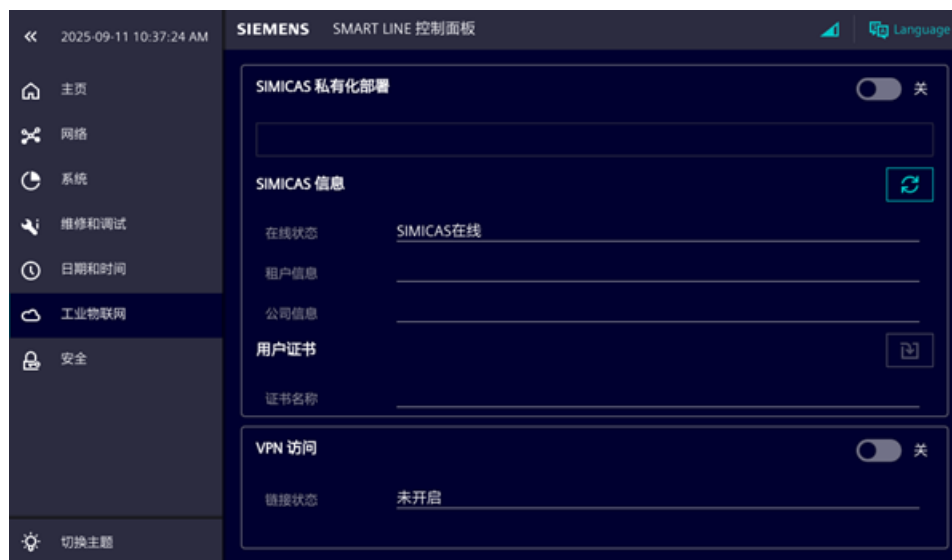 2025-09-11 10:37:24 AM
SIEMENS SMART LINE 控制面板
Language
主页
网络
系统
维修和调试
日期和时间
工业物联网
安全
切换主题
SIMICAS 私有化部署
关
SIMICAS 信息
在线状态 SIMICAS在线
租户信息
公司信息
用户证书
证书名称
VPN 访问
关
链接状态 未开启